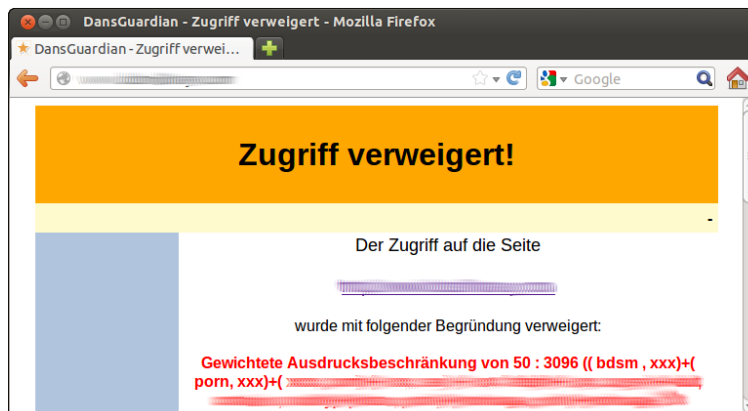 DansGuardian - Zugriff verweigert - Mozilla Firefox
DansGuardian - Zugriff verwei...
Google
Zugriff verweigert!
-
Der Zugriff auf die Seite
wurde mit folgender Begründung verweigert:
Gewichtete Ausdrucksbeschränkung von 50 : 3096 (( bdsm , xxx)+(
porn, xxx)+(